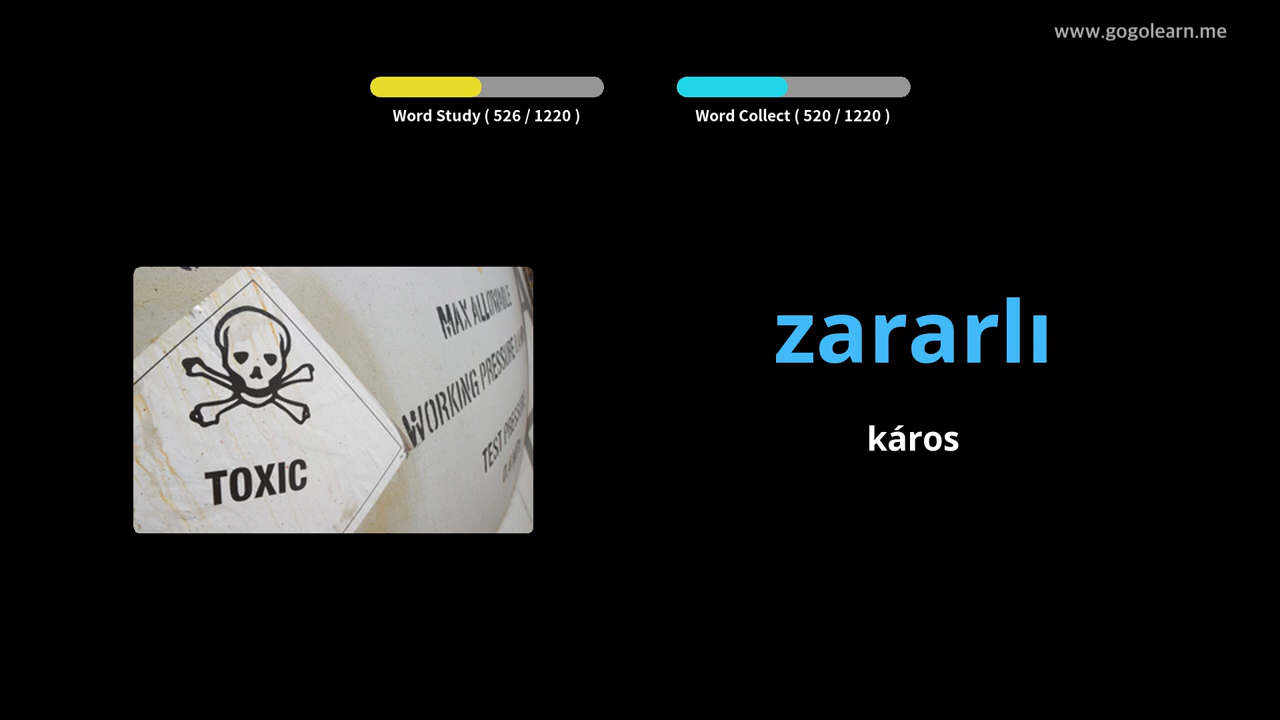 www.gogolearn.me
Word Study ( 526 / 1220 )
Word Collect ( 520 / 1220 )
MAX ALLOWABLE
WORKING PRESSURE
TEST PRESSURE
TOXIC
zararlı
káros